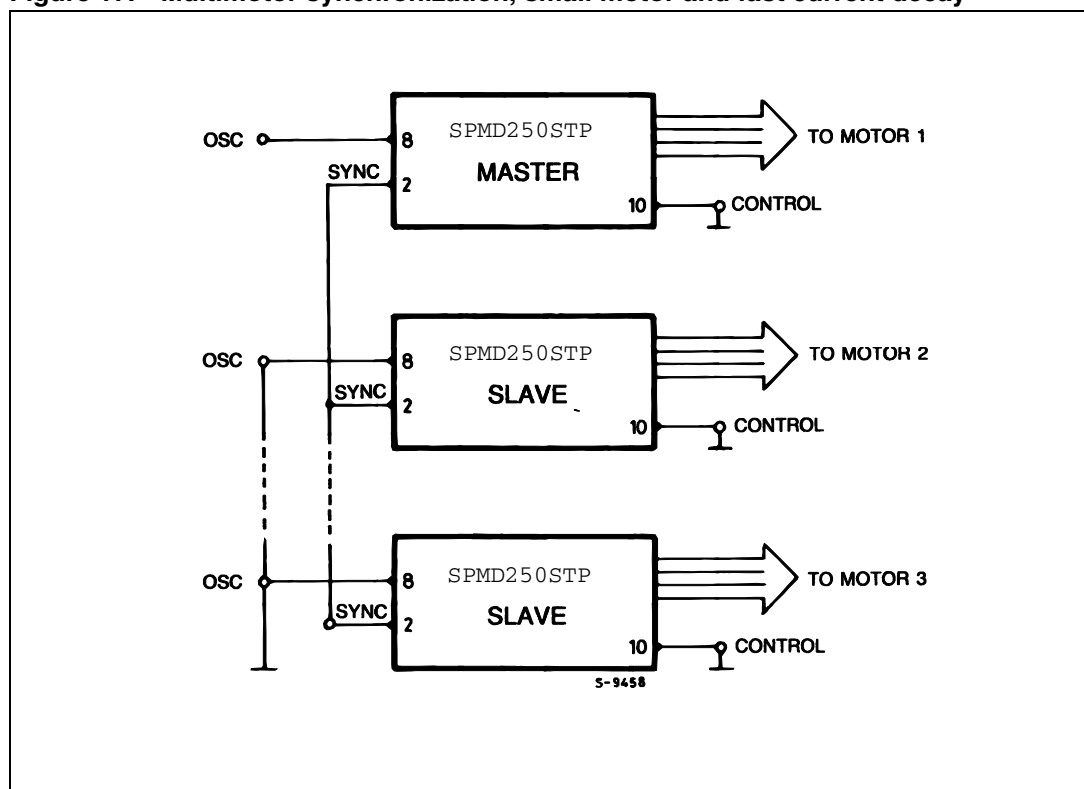 OSC
8
SPMD250STP
TO MOTOR 1
SYNC
2
MASTER
10
CONTROL
OSC
8
SPMD250STP
TO MOTOR 2
SYNC
2
SLAVE
10
CONTROL
OSC
8
SPMD250STP
TO MOTOR 3
SYNC
2
SLAVE
10
CONTROL
S-9458